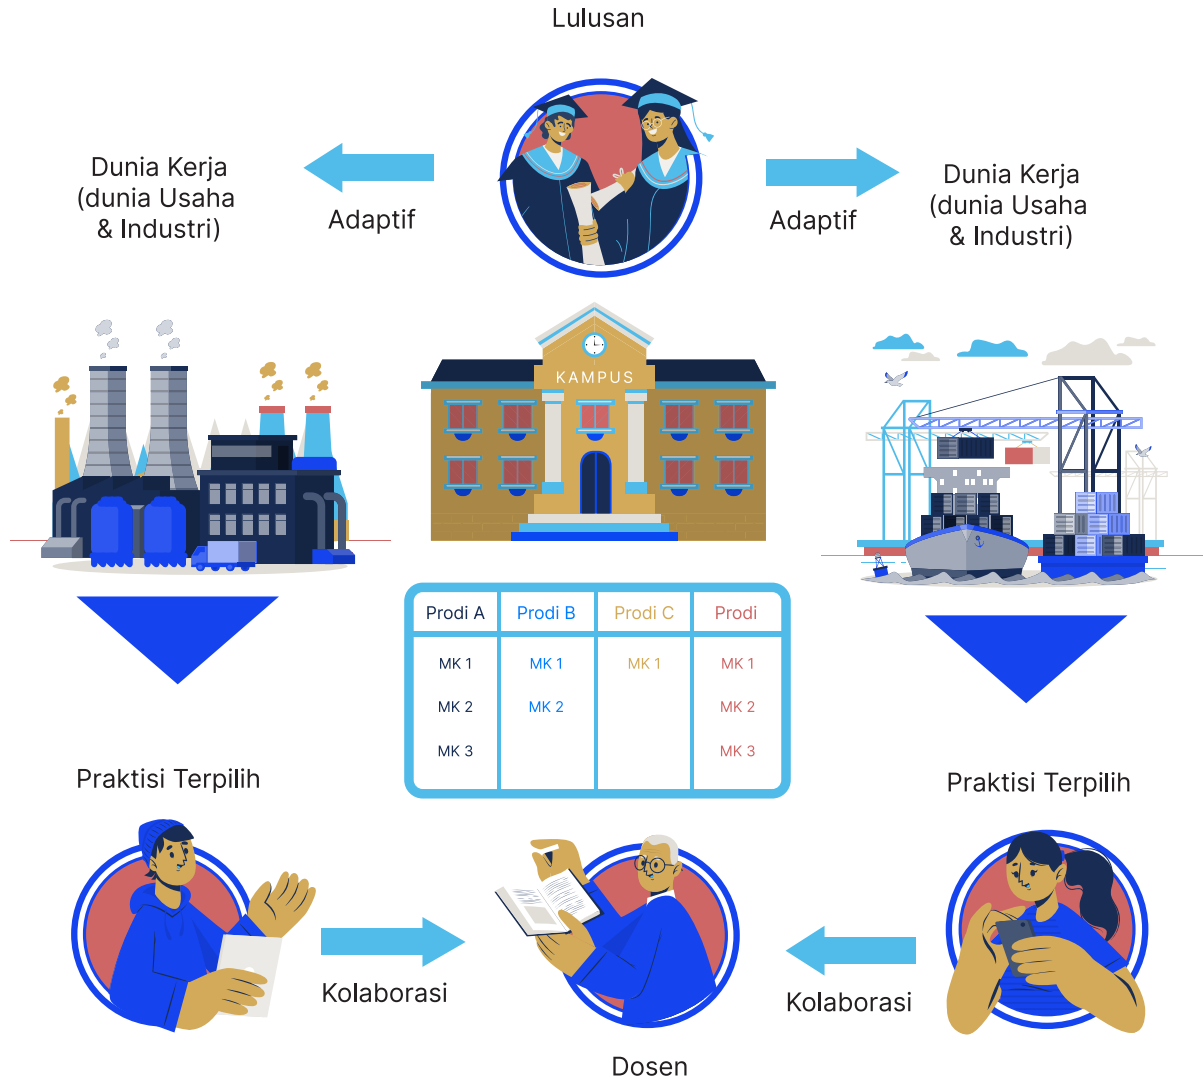 Lulusan
Dunia Kerja
(dunia Usaha
& Industri)
Adaptif
Adaptif
Dunia Kerja
(dunia Usaha
& Industri)
KAMPUS
Prodi A Prodi B Prodi C Prodi
MK 1 MK 1 MK 1 MK 1
MK 2 MK 2 MK 2
MK 3 MK 3
Praktisi Terpilih
Praktisi Terpilih
Kolaborasi
Kolaborasi
Dosen